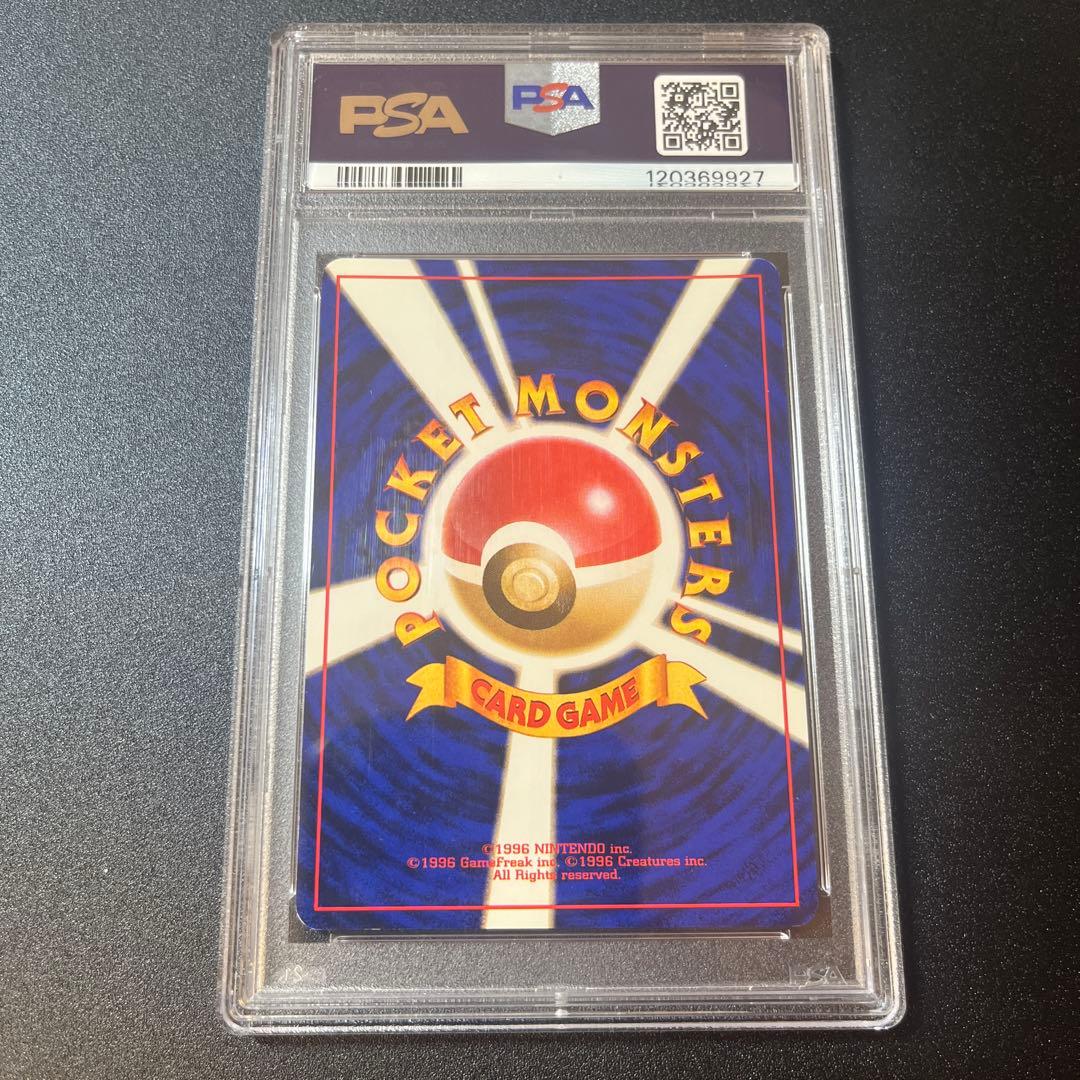 PSA
PSA
120369927
POCKET MONSTERS
CARD GAME
©1996 NINTENDO inc.
©1996 GameFreak inc. ©1996 Creatures inc.
All Rights reserved.
PSA